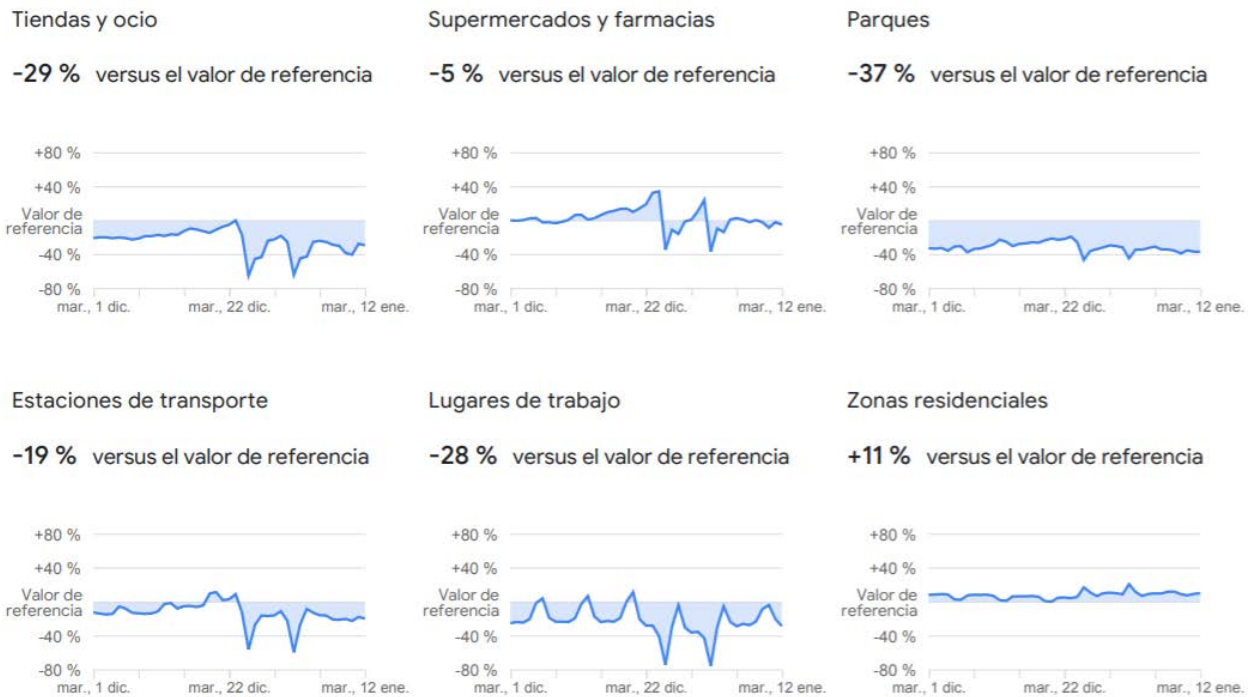 Tiendas y ocio
-29 % versus el valor de referencia
+80 %
+40 %
Valor de
referencia
-40 %
-80 %
mar., 1 dic. mar., 22 dic. mar., 12 ene.
Supermercados y farmacias
-5 % versus el valor de referencia
+80 %
+40 %
Valor de
referencia
-40 %
-80 %
mar., 1 dic. mar., 22 dic. mar., 12 ene.
Parques
-37 % versus el valor de referencia
+80 %
+40 %
Valor de
referencia
-40 %
-80 %
mar., 1 dic. mar., 22 dic. mar., 12 ene.
Estaciones de transporte
-19 % versus el valor de referencia
+80 %
+40 %
Valor de
referencia
-40 %
-80 %
mar., 1 dic. mar., 22 dic. mar., 12 ene.
Lugares de trabajo
-28 % versus el valor de referencia
+80 %
+40 %
Valor de
referencia
-40 %
-80 %
mar., 1 dic. mar., 22 dic. mar., 12 ene.
Zonas residenciales
+11 % versus el valor de referencia
+80 %
+40 %
Valor de
referencia
-40 %
-80 %
mar., 1 dic. mar., 22 dic. mar., 12 ene.